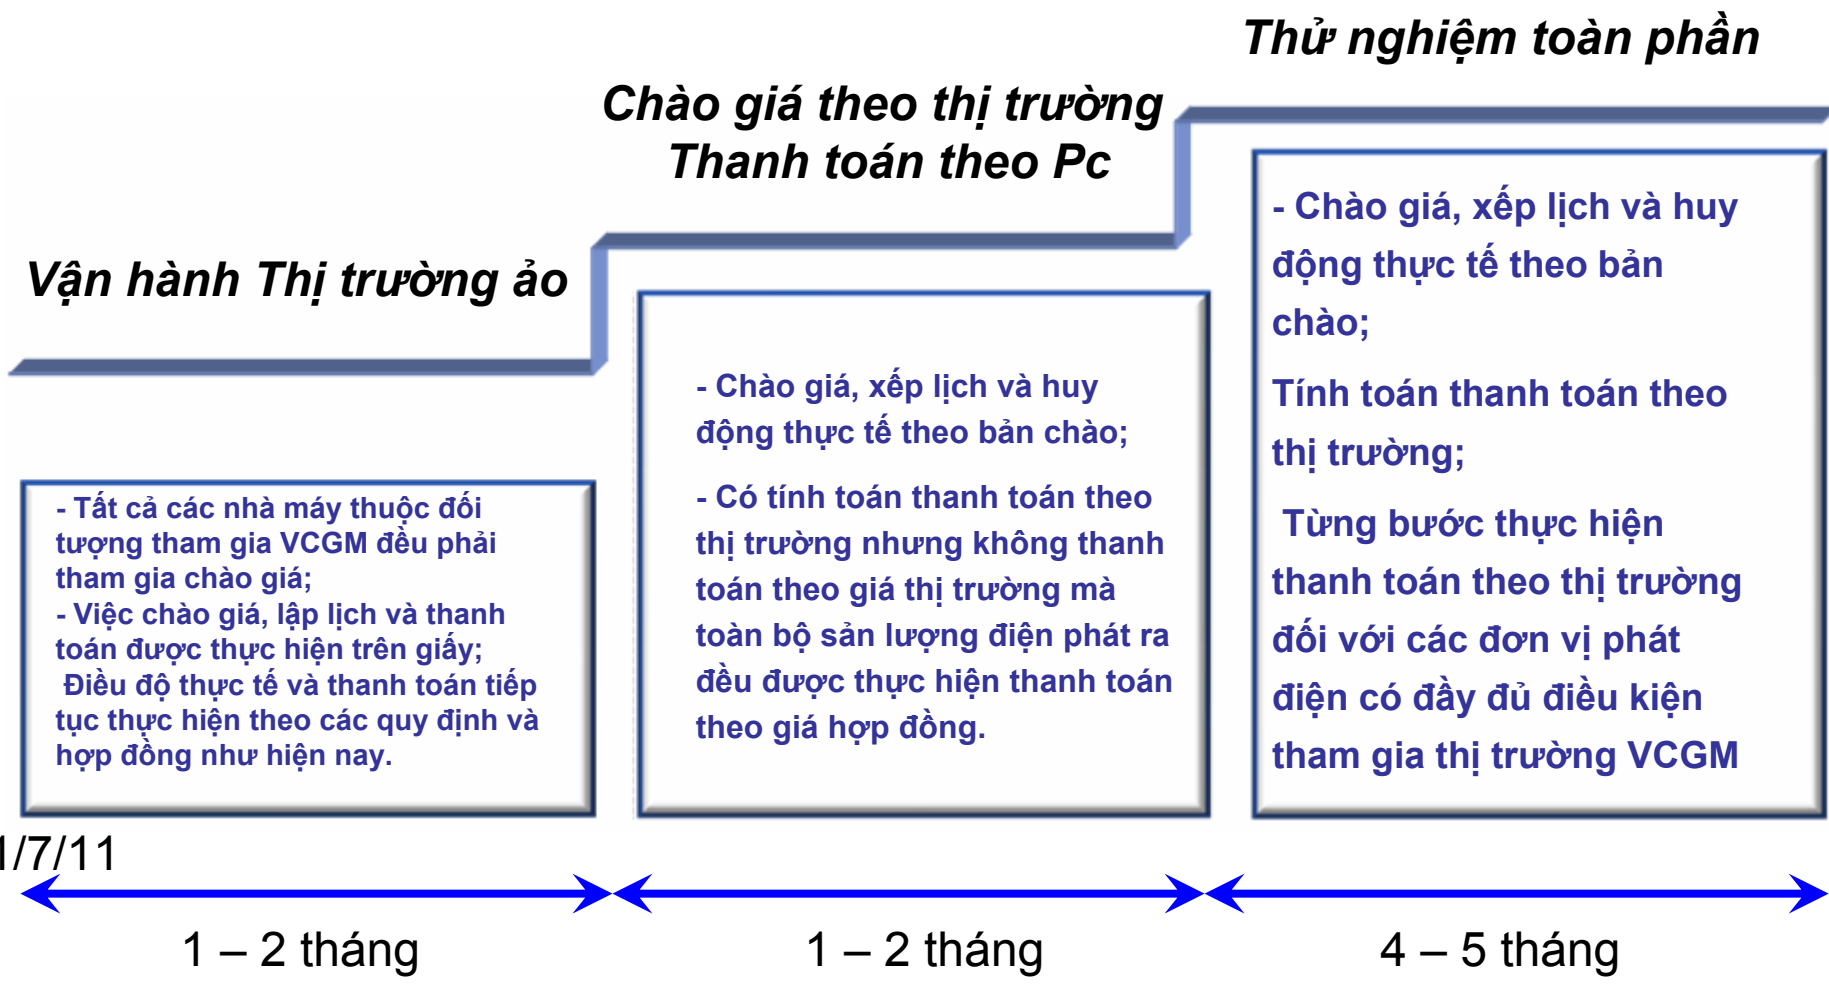 Thử nghiệm toàn phần
Chào giá theo thị trường
Thanh toán theo Pc
Vận hành Thị trường ảo
- Tất cả các nhà máy thuộc đối
tượng tham gia VCGM đều phải
tham gia chào giá;
- Việc chào giá, lập lịch và thanh
toán được thực hiện trên giấy;
Điều độ thực tế và thanh toán tiếp
tục thực hiện theo các quy định và
hợp đồng như hiện nay.
- Chào giá, xếp lịch và huy
động thực tế theo bản chào;
- Có tính toán thanh toán theo
thị trường nhưng không thanh
toán theo giá thị trường mà
toàn bộ sản lượng điện phát ra
đều được thực hiện thanh toán
theo giá hợp đồng.
- Chào giá, xếp lịch và huy
động thực tế theo bản
chào;
Tính toán thanh toán theo
thị trường;
Từng bước thực hiện
thanh toán theo thị trường
đối với các đơn vị phát
điện có đầy đủ điều kiện
tham gia thị trường VCGM
1/7/11
1 – 2 tháng
1 – 2 tháng
4 – 5 tháng